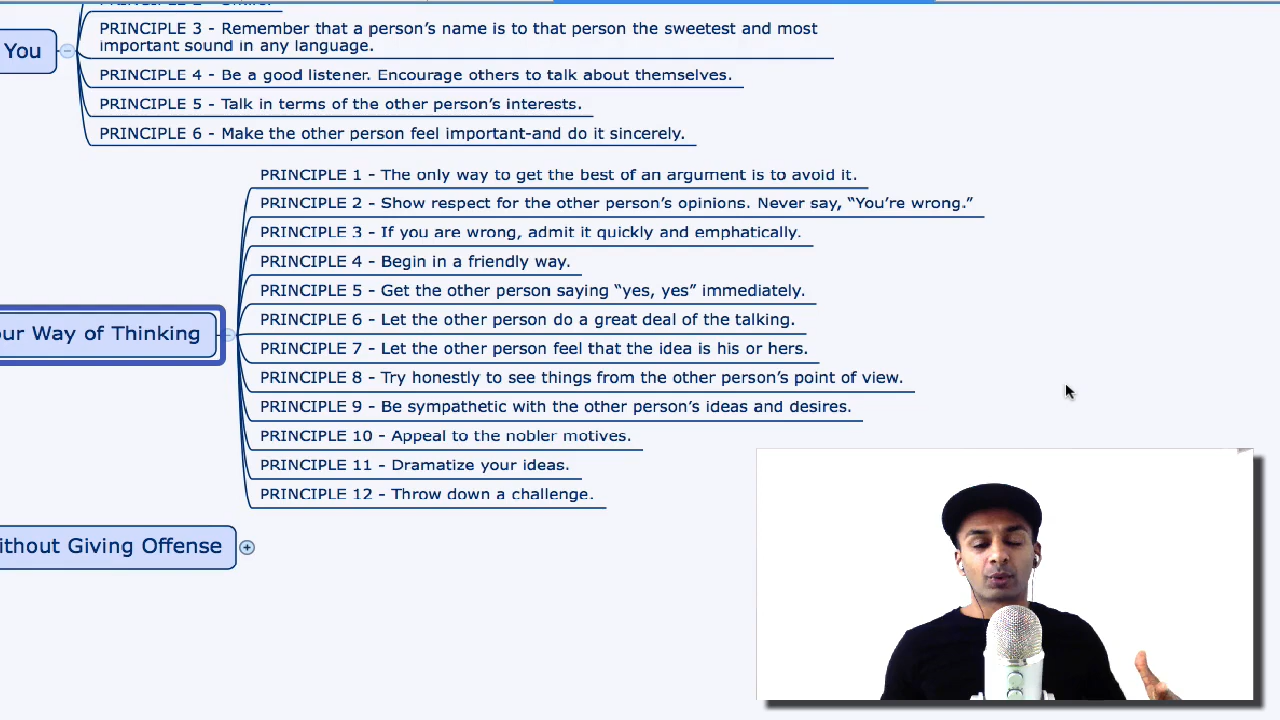 PRINCIPLE 3 - Remember that a person’s name is to that person the sweetest and most
important sound in any language.
You
PRINCIPLE 4 - Be a good listener. Encourage others to talk about themselves.
PRINCIPLE 5 - Talk in terms of the other person’s interests.
PRINCIPLE 6 - Make the other person feel important-and do it sincerely.
PRINCIPLE 1 - The only way to get the best of an argument is to avoid it.
PRINCIPLE 2 - Show respect for the other person’s opinions. Never say, “You’re wrong.”
PRINCIPLE 3 - If you are wrong, admit it quickly and emphatically.
PRINCIPLE 4 - Begin in a friendly way.
PRINCIPLE 5 - Get the other person saying “yes, yes” immediately.
PRINCIPLE 6 - Let the other person do a great deal of the talking.
our Way of Thinking
PRINCIPLE 7 - Let the other person feel that the idea is his or hers.
PRINCIPLE 8 - Try honestly to see things from the other person’s point of view.
PRINCIPLE 9 - Be sympathetic with the other person’s ideas and desires.
PRINCIPLE 10 - Appeal to the nobler motives.
PRINCIPLE 11 - Dramatize your ideas.
PRINCIPLE 12 - Throw down a challenge.
ithout Giving Offense